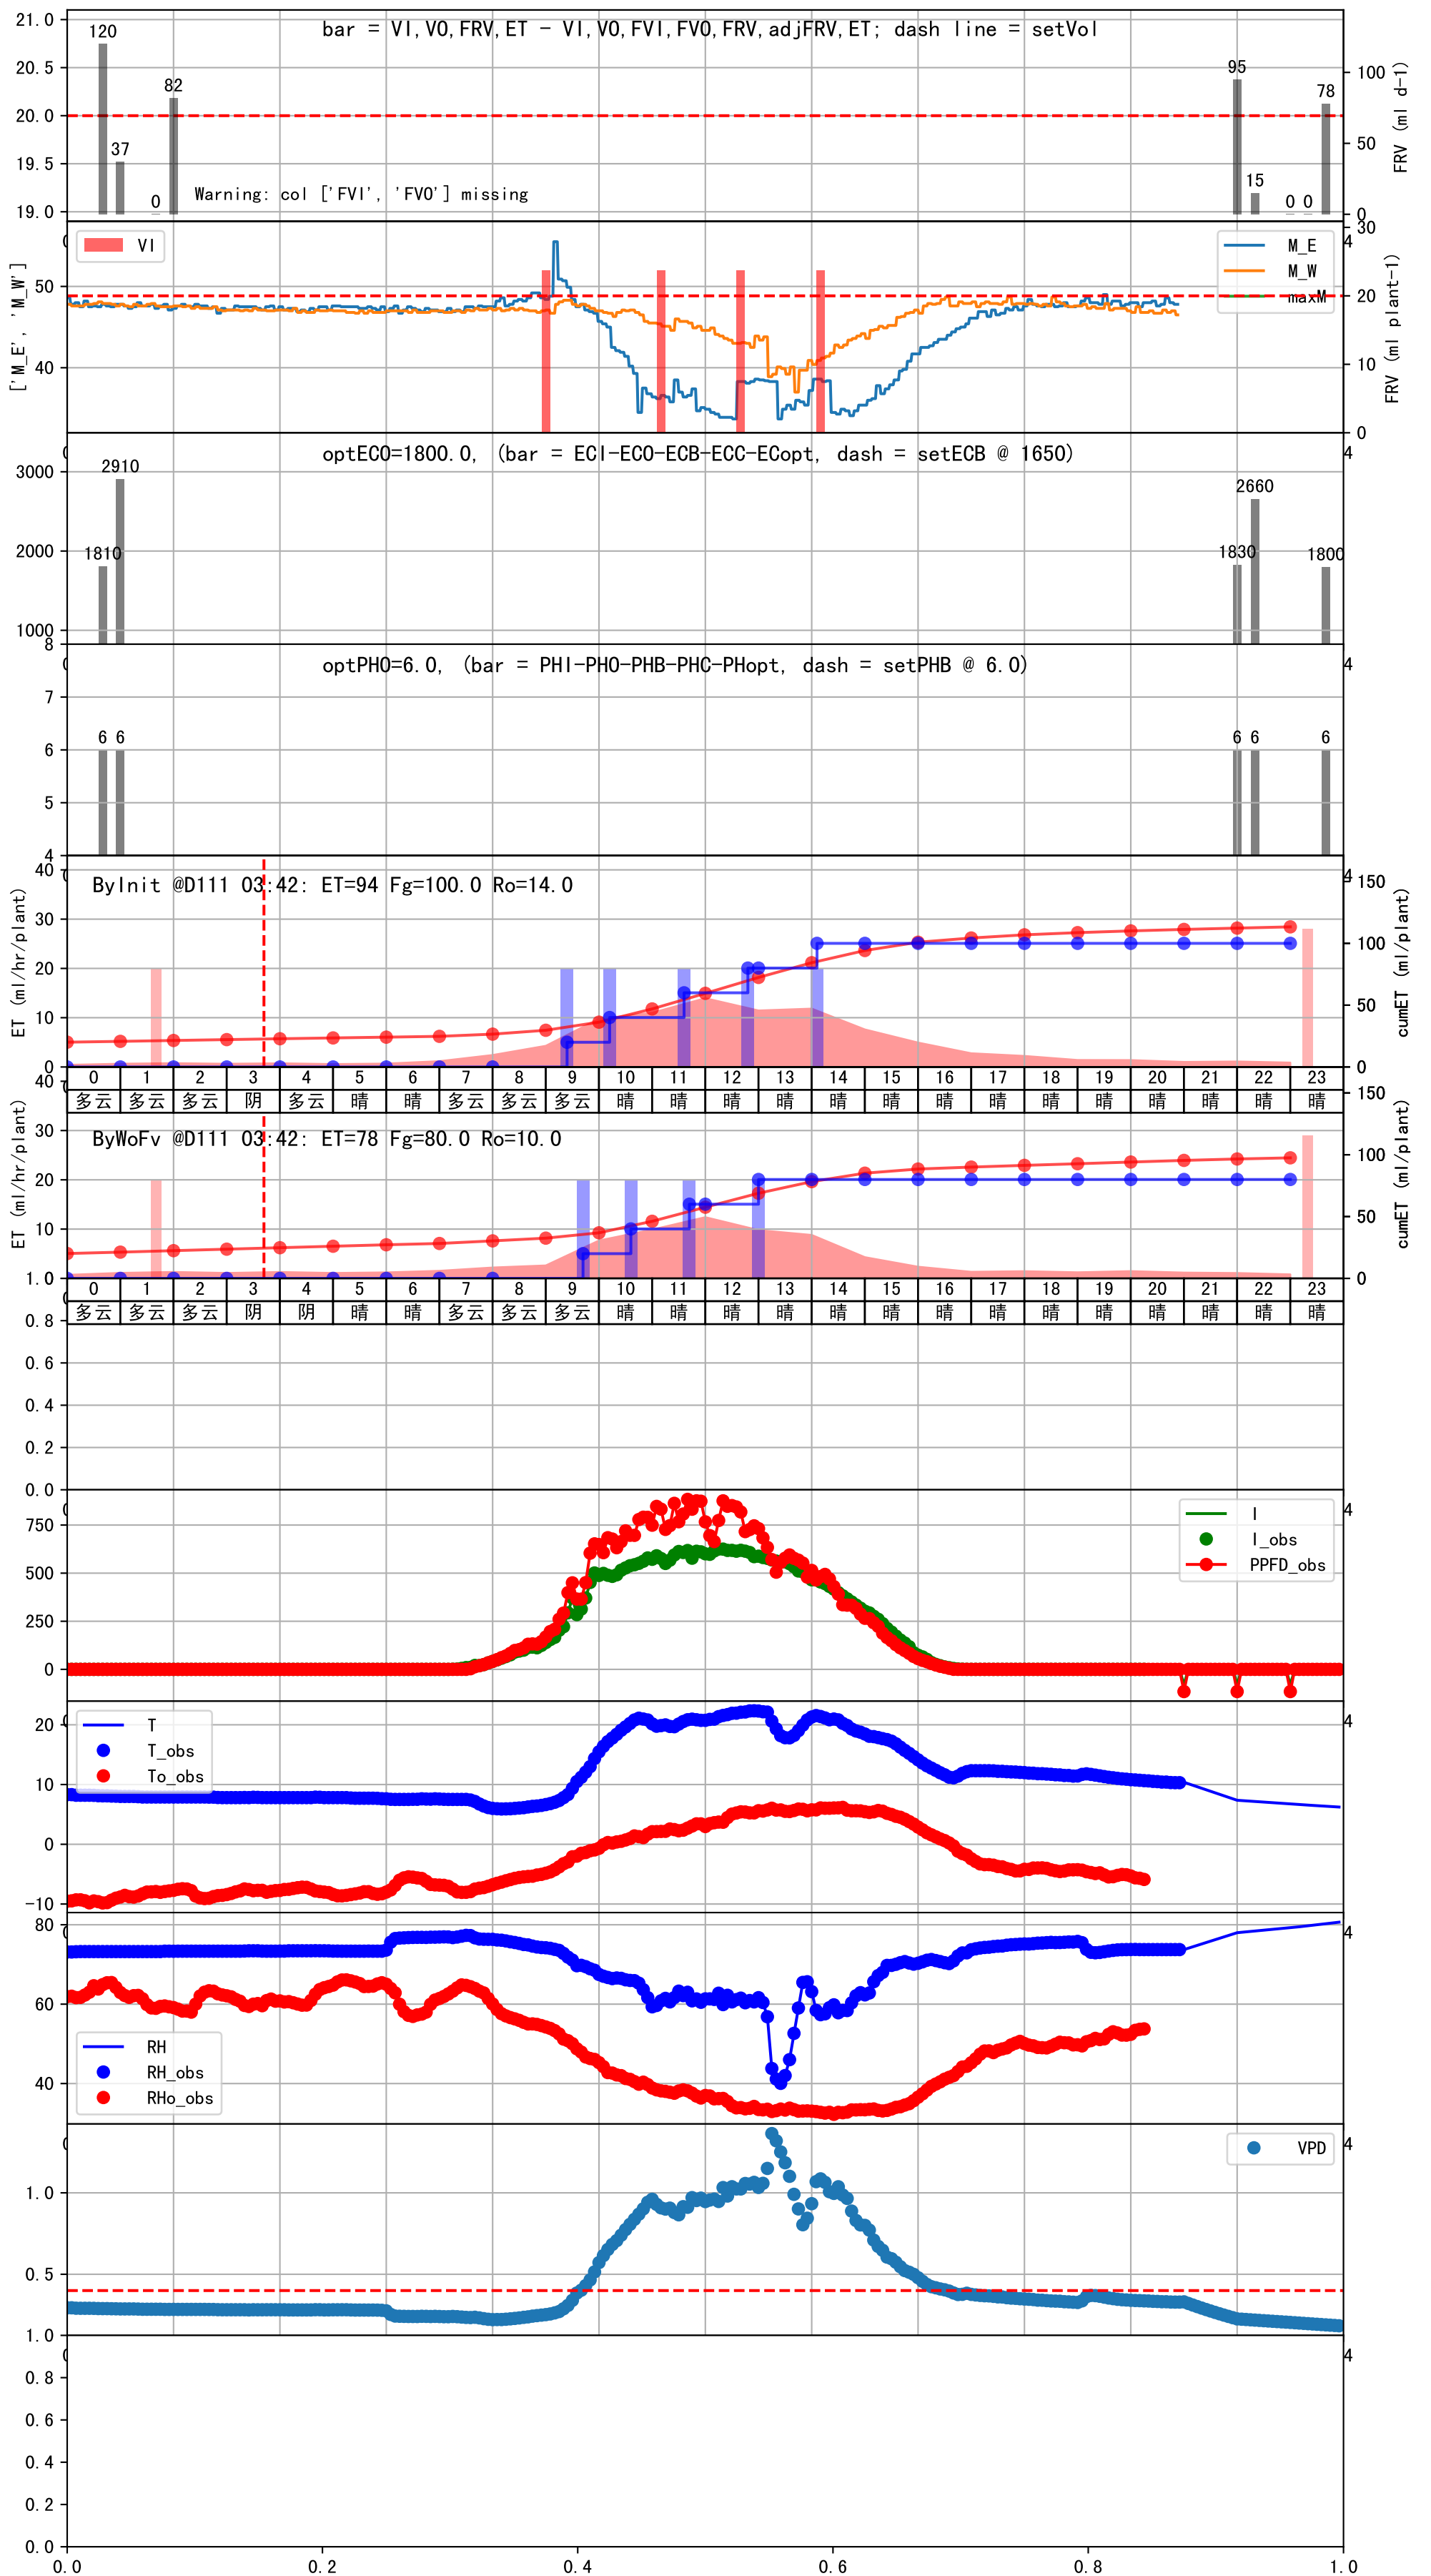 bar = VI,VO,FRV,ET - VI,VO,FVI,FVO,FRV,adjFRV,ET; dash line = setVol
21.0
20.5
20.0
19.5
19.0
120
37
0
82
95
15
0 0
78
Warning: col ['FVI', 'FVO'] missing
100
50
0
FRV (ml d-1)
VI
M_E
M_W
maxM
50
40
['M_E', 'M_W']
30
20
10
0
FRV (ml plant-1)
4
optECO=1800.0, (bar = ECI-ECO-ECB-ECC-ECopt, dash = setECB @ 1650)
3000
2000
1000
1810
2910
1830
2660
1800
4
optPHO=6.0, (bar = PHI-PHO-PHB-PHC-PHopt, dash = setPHB @ 6.0)
8
7
6
5
4
6 6
6 6
6
4
ByInit @D111 03:42: ET=94 Fg=100.0 Ro=14.0
40
30
20
10
0
ET (ml/hr/plant)
4
150
100
50
0
cumET (ml/plant)
0 1 2 3 4 5 6 7 8 9 10 11 12 13 14 15 16 17 18 19 20 21 22 23
多云 多云 多云 阴 多云 晴 晴 多云 多云 多云 晴 晴 晴 晴 晴 晴 晴 晴 晴 晴 晴 晴 晴 晴
ByWoFv @D111 03:42: ET=78 Fg=80.0 Ro=10.0
40
30
20
10
ET (ml/hr/plant)
150
100
50
0
cumET (ml/plant)
0 1 2 3 4 5 6 7 8 9 10 11 12 13 14 15 16 17 18 19 20 21 22 23
多云 多云 多云 阴 阴 晴 晴 多云 多云 多云 晴 晴 晴 晴 晴 晴 晴 晴 晴 晴 晴 晴 晴 晴
1.0
0.8
0.6
0.4
0.2
0.0
I
I_obs
PPFD_obs
750
500
250
0
4
T
T_obs
To_obs
20
10
0
-10
4
RH
RH_obs
RHo_obs
80
60
40
4
VPD
1.0
0.5
4
1.0
0.8
0.6
0.4
0.2
0.0
4
0.0 0.2 0.4 0.6 0.8 1.0